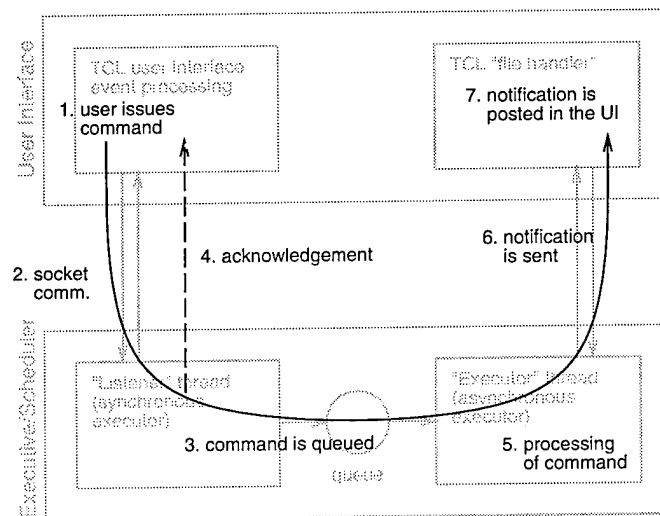 User Interface
TCL user interface
event processing
1. user issues
command
TCL "file handler"
7. notification is
posted in the UI
2. socket
comm.
4. acknowledgement
6. notification
is sent
Executive/Scheduler
"Listener" thread
(synchronous
executor)
3. command is queued
queue
"Executor" thread
(asynchronous
executor)
5. processing
of command